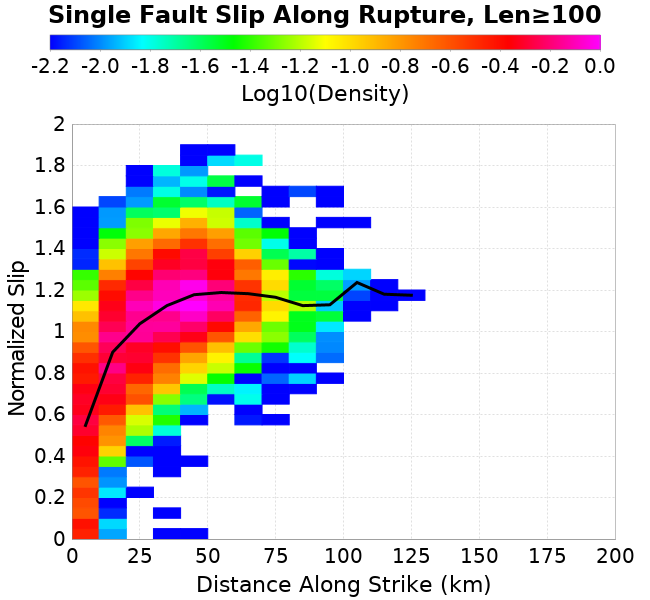 Single Fault Slip Along Rupture, Len≥100
-2.2 -2.0 -1.8 -1.6 -1.4 -1.2 -1.0 -0.8 -0.6 -0.4 -0.2 0.0
Log10(Density)
2
1.8
1.6
1.4
1.2
1
0.8
0.6
0.4
0.2
0
Normalized Slip
0 25 50 75 100 125 150 175 200
Distance Along Strike (km)